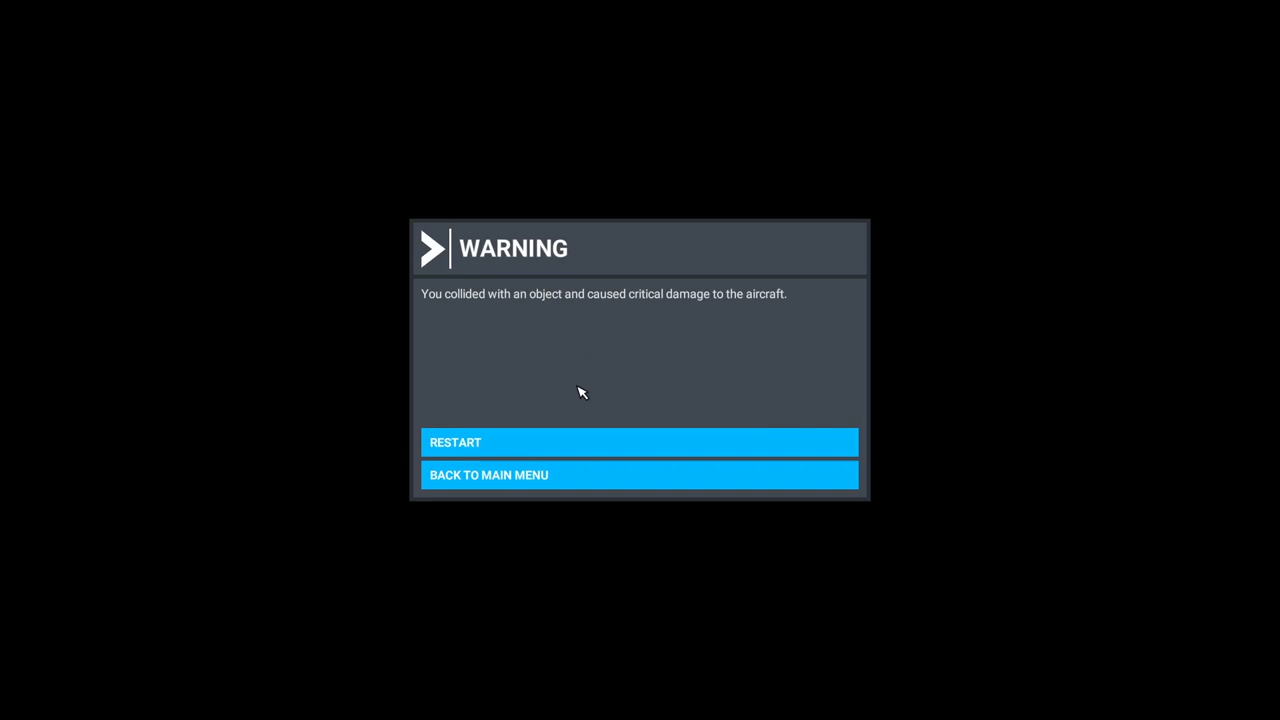 WARNING
You collided with an object and caused critical damage to the aircraft.
RESTART
BACK TO MAIN MENU